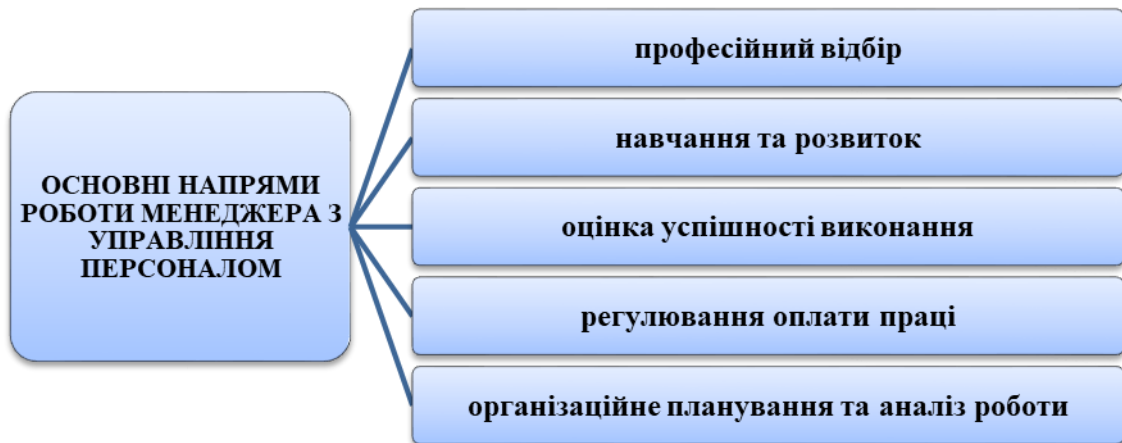 ОСНОВНІ НАПРЯМИ
РОБОТИ МЕНЕДЖЕРА З
УПРАВЛІННЯ
ПЕРСОНАЛОМ
професійний відбір
навчання та розвиток
оцінка успішності виконання
регулювання оплати праці
організаційне планування та аналіз роботи